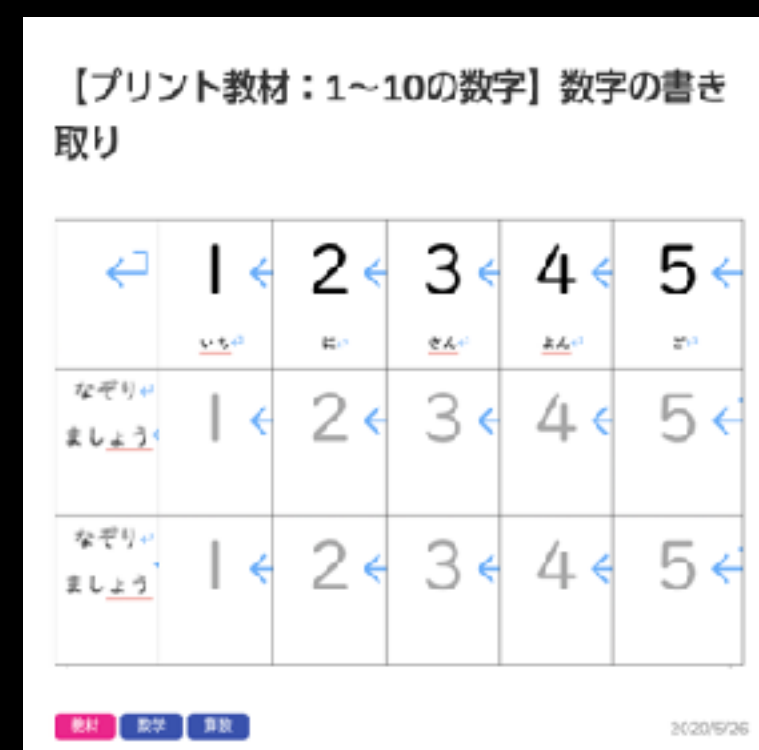 【プリント教材：1～10の数字】数字の書き
取り
1 2 3 4 5
いち に さん よん ご
なぞり
ましょう
1 2 3 4 5
なぞり
ましょう
1 2 3 4 5
教材 数学 算数
2020/5/26